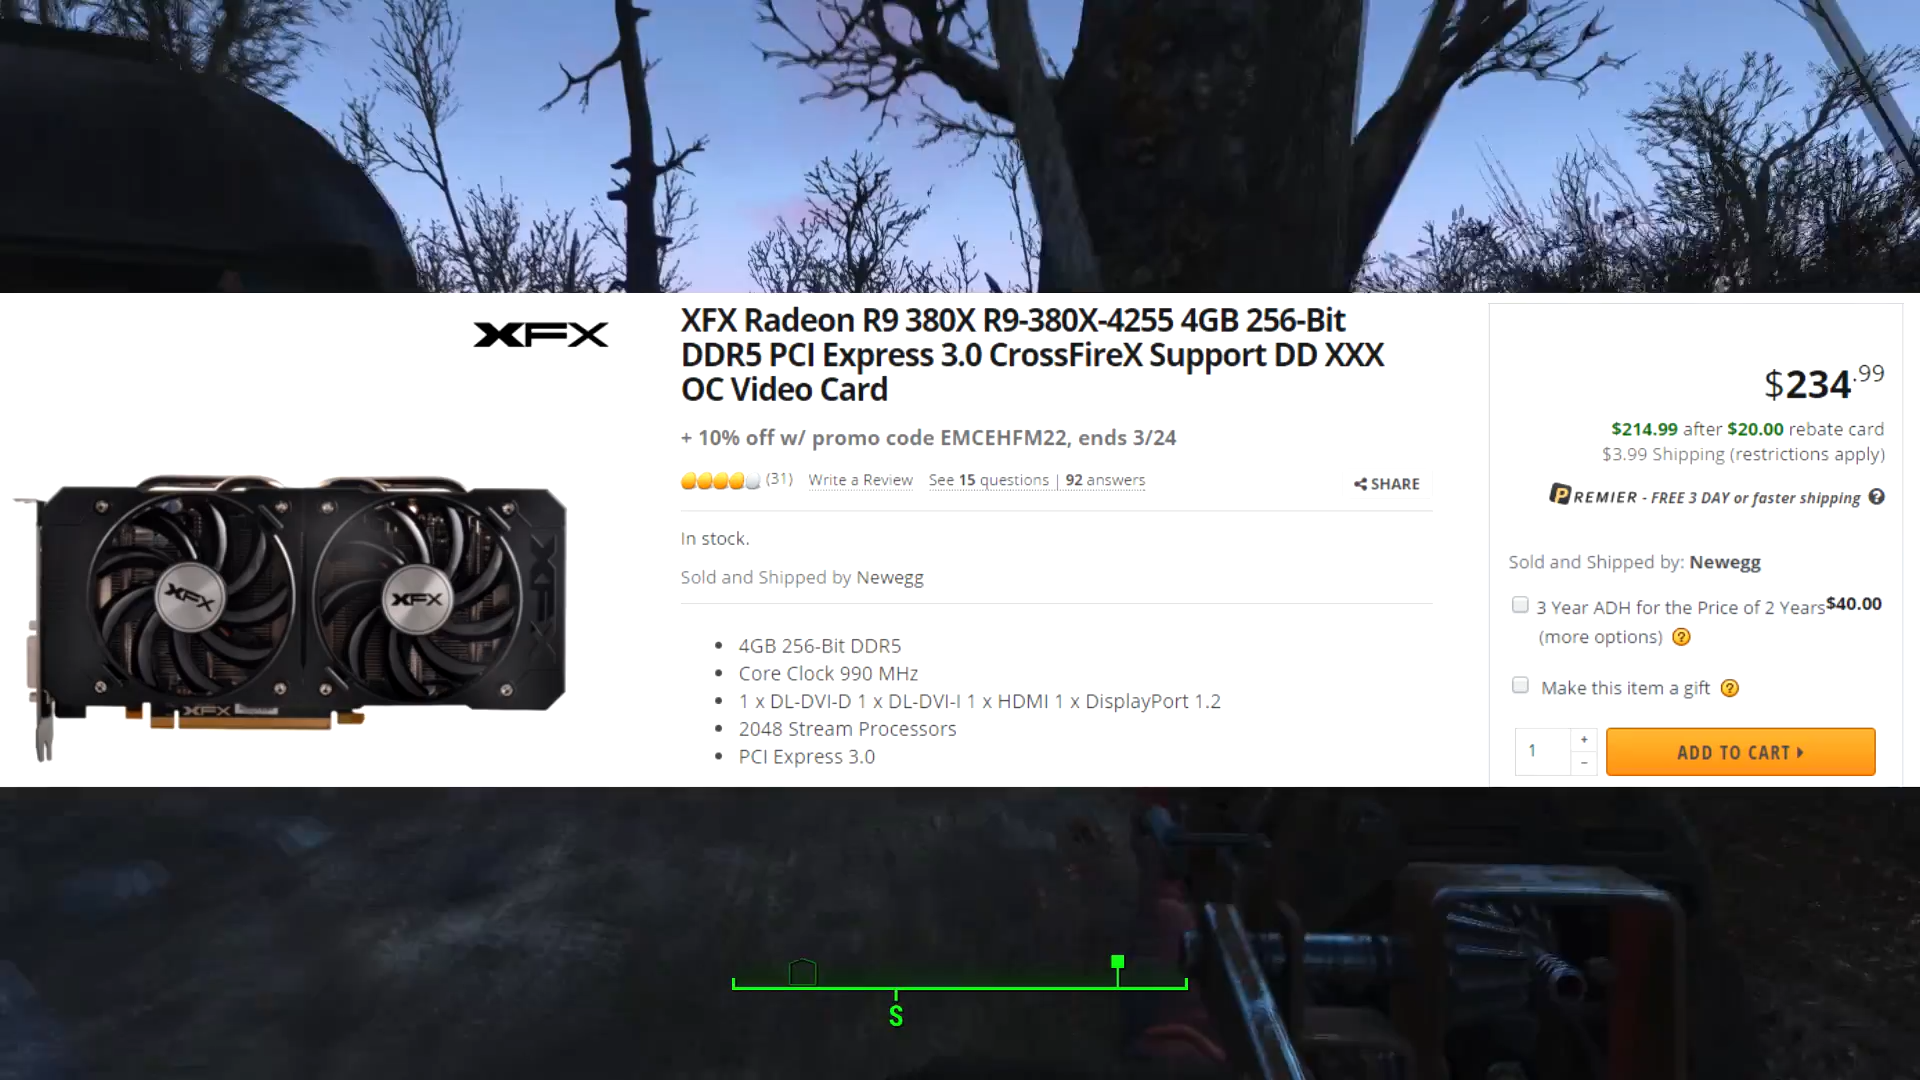 XFX
XFX Radeon R9 380X R9-380X-4255 4GB 256-Bit
DDR5 PCI Express 3.0 CrossFireX Support DD XXX
OC Video Card
+ 10% off w/ promo code EMCEHFM22, ends 3/24
(31) Write a Review See 15 questions | 92 answers
SHARE
In stock.
Sold and Shipped by Newegg
4GB 256-Bit DDR5
Core Clock 990 MHz
1 x DL-DVI-D 1 x DL-DVI-I 1 x HDMI 1 x DisplayPort 1.2
2048 Stream Processors
PCI Express 3.0
XFX
XFX
XFX
XFX
$234.99
$214.99 after $20.00 rebate card
$3.99 Shipping (restrictions apply)
PREMIER - FREE 3 DAY or faster shipping ?
Sold and Shipped by: Newegg
3 Year ADH for the Price of 2 Years $40.00
(more options) ?
Make this item a gift ?
1 + -
ADD TO CART
S